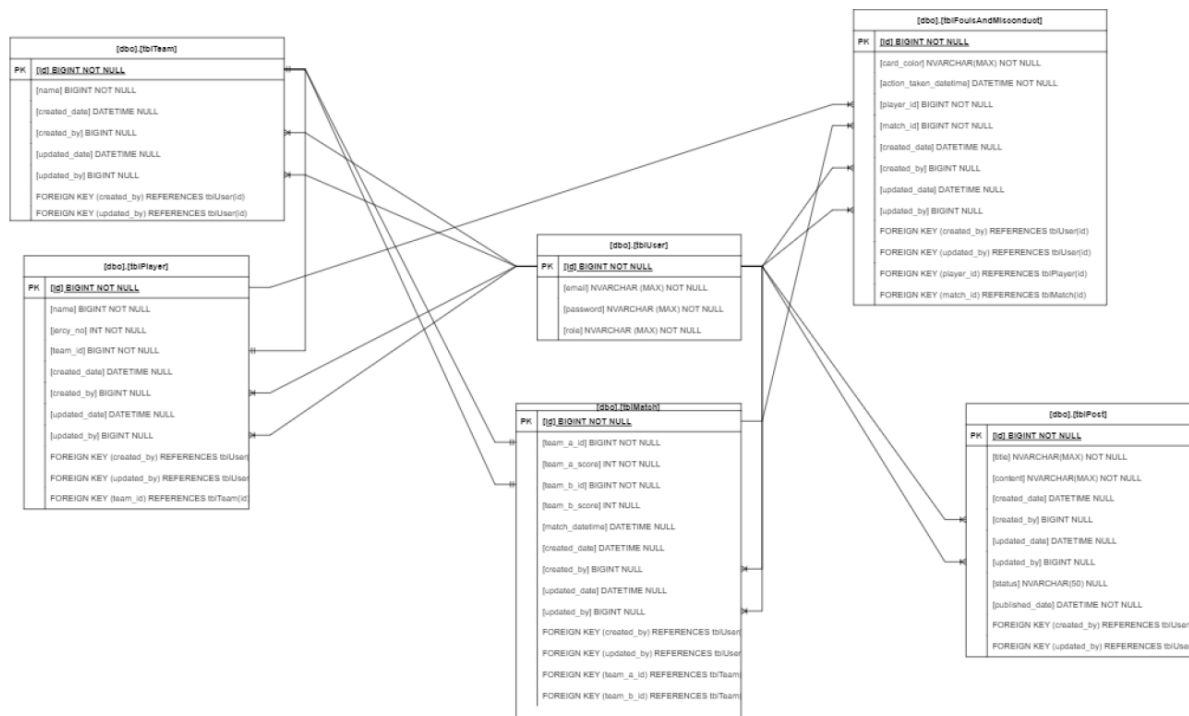 [dbo].[tblTeam]
PK [id] BIGINT NOT NULL
[name] BIGINT NOT NULL
[created_date] DATETIME NULL
[created_by] BIGINT NULL
[updated_date] DATETIME NULL
[updated_by] BIGINT NULL
FOREIGN KEY (created_by) REFERENCES tblUser(id)
FOREIGN KEY (updated_by) REFERENCES tblUser(id)
[dbo].[tblPlayer]
PK [id] BIGINT NOT NULL
[name] BIGINT NOT NULL
[jercy_no] INT NOT NULL
[team_id] BIGINT NOT NULL
[created_date] DATETIME NULL
[created_by] BIGINT NULL
[updated_date] DATETIME NULL
[updated_by] BIGINT NULL
FOREIGN KEY (created_by) REFERENCES tblUser
FOREIGN KEY (updated_by) REFERENCES tblUser
FOREIGN KEY (team_id) REFERENCES tblTeam(id
[dbo].[tblUser]
PK [id] BIGINT NOT NULL
[email] NVARCHAR (MAX) NOT NULL
[password] NVARCHAR (MAX) NOT NULL
[role] NVARCHAR (MAX) NOT NULL
[dbo].[tblMatch]
PK [id] BIGINT NOT NULL
[team_a_id] BIGINT NOT NULL
[team_a_score] INT NOT NULL
[team_b_id] BIGINT NOT NULL
[team_b_score] INT NULL
[match_datetime] DATETIME NULL
[created_date] DATETIME NULL
[created_by] BIGINT NULL
[updated_date] DATETIME NULL
[updated_by] BIGINT NULL
FOREIGN KEY (created_by) REFERENCES tblUser(
FOREIGN KEY (updated_by) REFERENCES tblUser
FOREIGN KEY (team_a_id) REFERENCES tblTeam(
FOREIGN KEY (team_b_id) REFERENCES tblTeam(
[dbo].[tblFoulsAndMisconduct]
PK [id] BIGINT NOT NULL
[card_color] NVARCHAR(MAX) NOT NULL
[action_taken_datetime] DATETIME NOT NULL
[player_id] BIGINT NOT NULL
[match_id] BIGINT NOT NULL
[created_date] DATETIME NULL
[created_by] BIGINT NULL
[updated_date] DATETIME NULL
[updated_by] BIGINT NULL
FOREIGN KEY (created_by) REFERENCES tblUser(id)
FOREIGN KEY (updated_by) REFERENCES tblUser(id)
FOREIGN KEY (player_id) REFERENCES tblPlayer(id)
FOREIGN KEY (match_id) REFERENCES tblMatch(id)
[dbo].[tblPost]
PK [id] BIGINT NOT NULL
[title] NVARCHAR(MAX) NOT NULL
[content] NVARCHAR(MAX) NOT NULL
[created_date] DATETIME NULL
[created_by] BIGINT NULL
[updated_date] DATETIME NULL
[updated_by] BIGINT NULL
[status] NVARCHAR(50) NULL
[published_date] DATETIME NOT NULL
FOREIGN KEY (created_by) REFERENCES tblUser
FOREIGN KEY (updated_by) REFERENCES tblUse